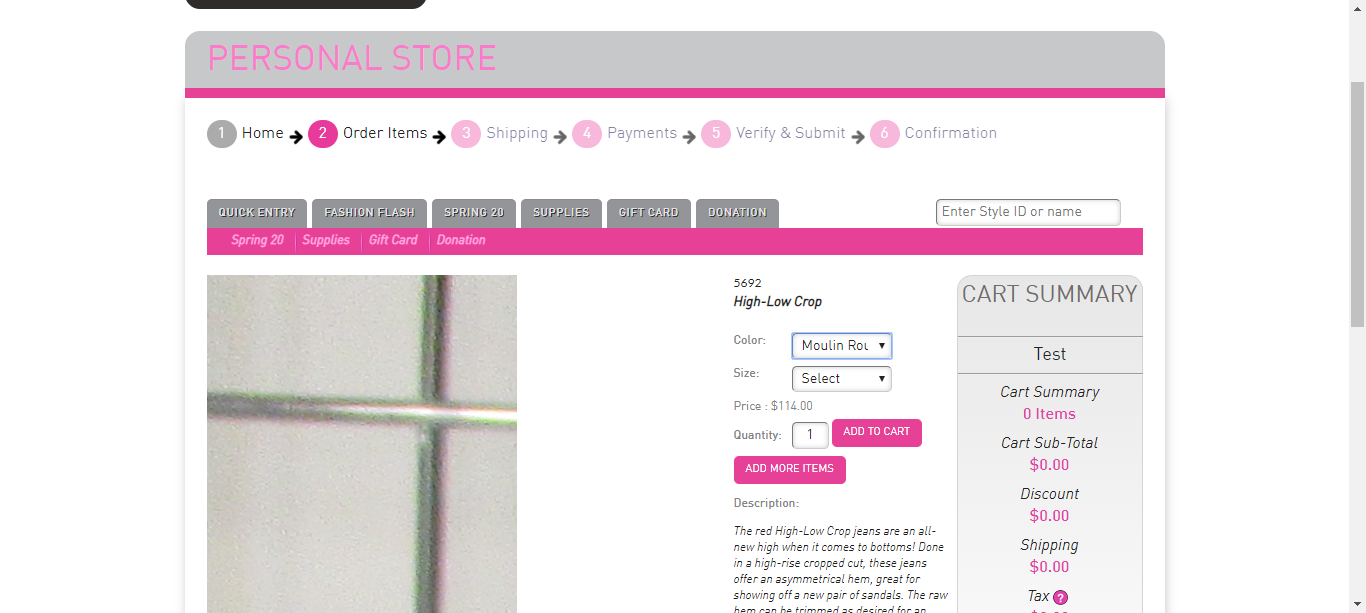 PERSONAL STORE
1 Home 2 Order Items 3 Shipping 4 Payments 5 Verify & Submit 6 Confirmation
QUICK ENTRY FASHION FLASH SPRING 20 SUPPLIES GIFT CARD DONATION
Enter Style ID or name
Spring 20 Supplies Gift Card Donation
5692
High-Low Crop
Color: Moulin Rou
Size: Select
Price : $114.00
Quantity: 1 ADD TO CART
ADD MORE ITEMS
Description:
The red High-Low Crop jeans are an all-
new high when it comes to bottoms! Done
in a high-rise cropped cut, these jeans
offer an asymmetrical hem, great for
showing off a new pair of sandals. The raw
hem can be trimmed as desired for an
CART SUMMARY
Test
Cart Summary
0 Items
Cart Sub-Total
$0.00
Discount
$0.00
Shipping
$0.00
Tax ?